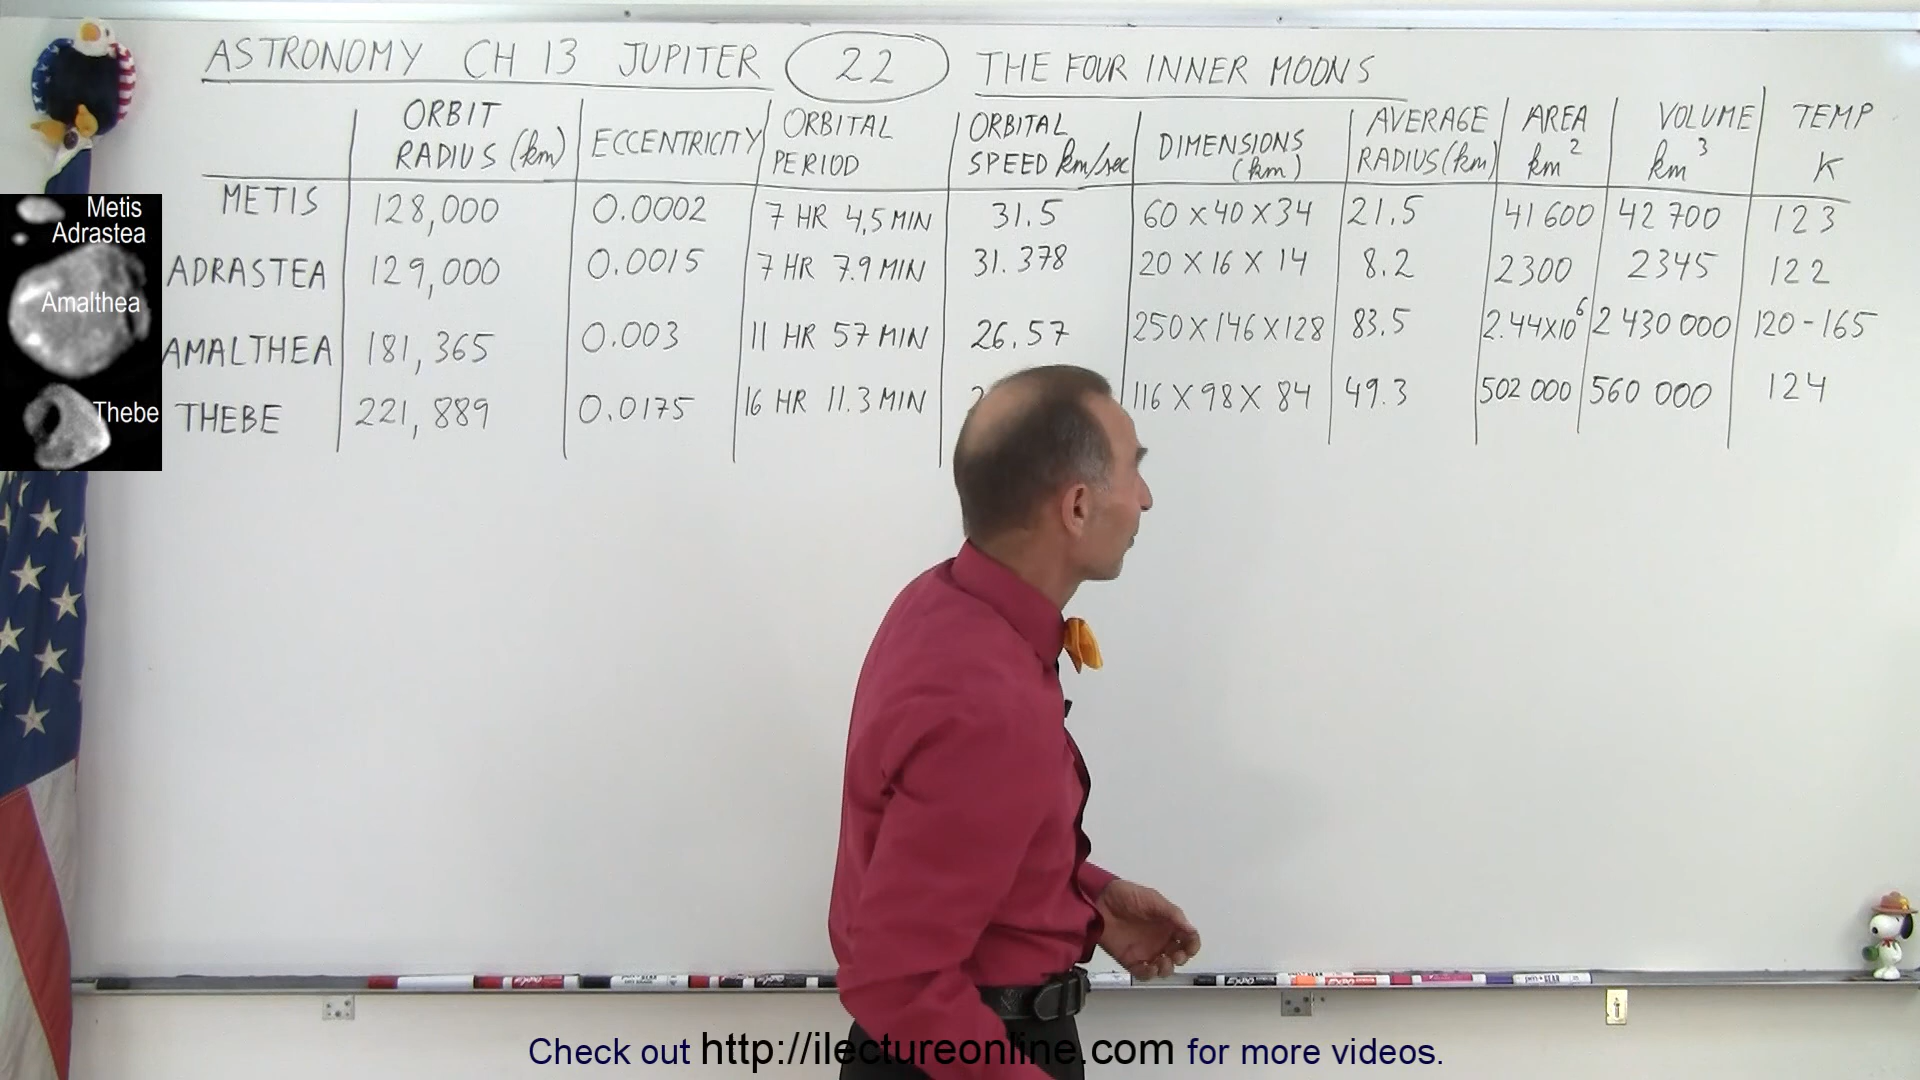 ASTRONOMY CH 13 JUPITER 22 THE FOUR INNER MOONS
ORBIT RADIUS (km) ECCENTRICITY ORBITAL PERIOD ORBITAL SPEED km/sec DIMENSIONS (km) AVERAGE RADIUS (km) AREA km² VOLUME km³ TEMP K
METIS 128,000 0.0002 7 HR 4,5 MIN 31.5 60 X 40 X 34 21.5 41 600 42 700 123
ADRASTEA 129,000 0.0015 7 HR 7.9 MIN 31.378 20 X 16 X 14 8.2 2300 2345 122
AMALTHEA 181,365 0.003 11 HR 57 MIN 26.57 250 X 146 X 128 83.5 2.44X10⁶ 2 430 000 120-165
THEBE 221,889 0.0175 16 HR 11.3 MIN 116 X 98 X 84 49.3 502 000 560 000 124
Metis
Adrastea
Amalthea
Thebe
Check out http://ilectureonline.com for more videos.